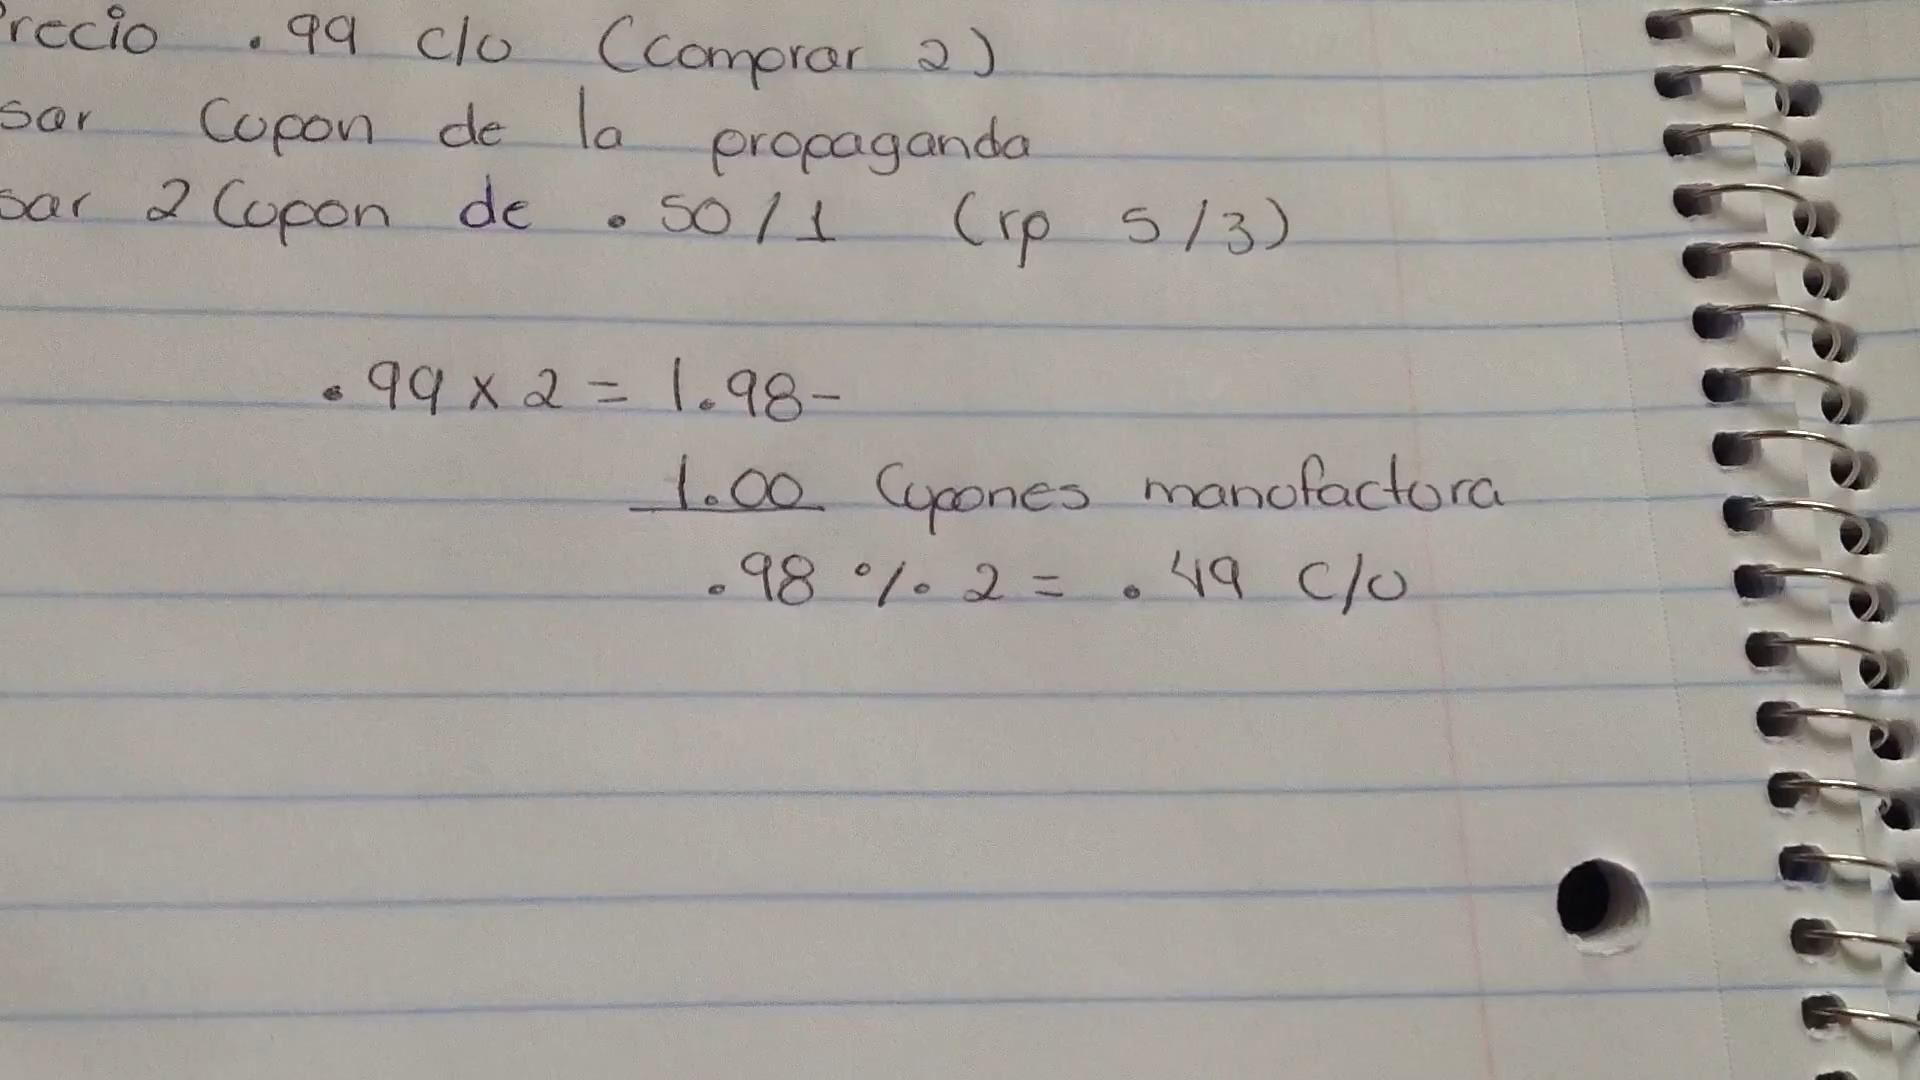 recio .99 c/u (comprar 2)
sar Cupon de la propaganda
sar 2 Cupon de .50/1 (rp 5/3)
.99 x 2 = 1.98-
1.00 Cupones manufactura
.98 % 2 = .49 c/u